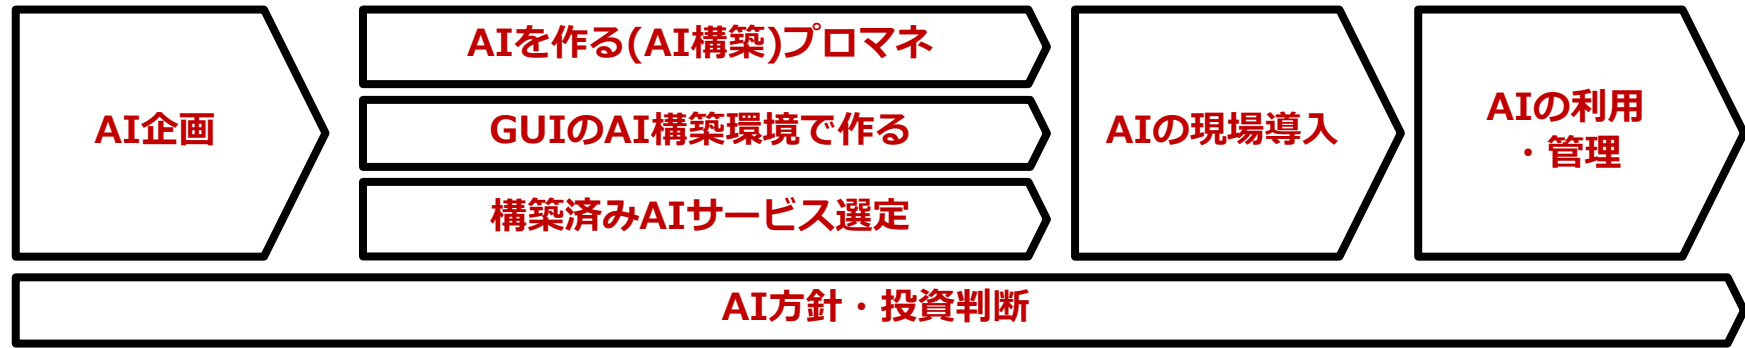 AI企画
AIを作る(AI構築)プロマネ
GUIのAI構築環境で作る
構築済みAIサービス選定
AIの現場導入
AIの利用
・管理
AI方針・投資判断